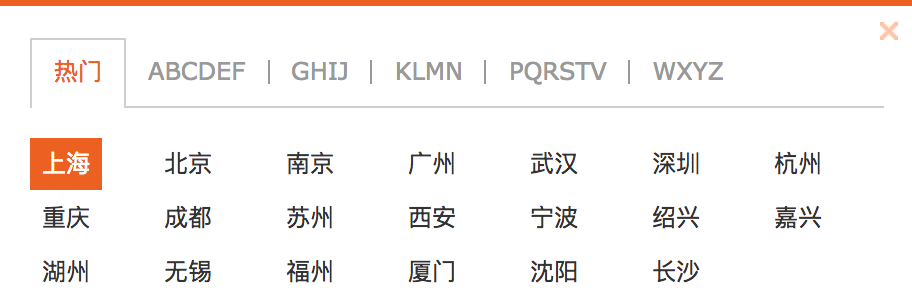 热门 ABCDEF | GHIJ | KLMN | PQRSTV | WXYZ
上海 北京 南京 广州 武汉 深圳 杭州
重庆 成都 苏州 西安 宁波 绍兴 嘉兴
湖州 无锡 福州 厦门 沈阳 长沙